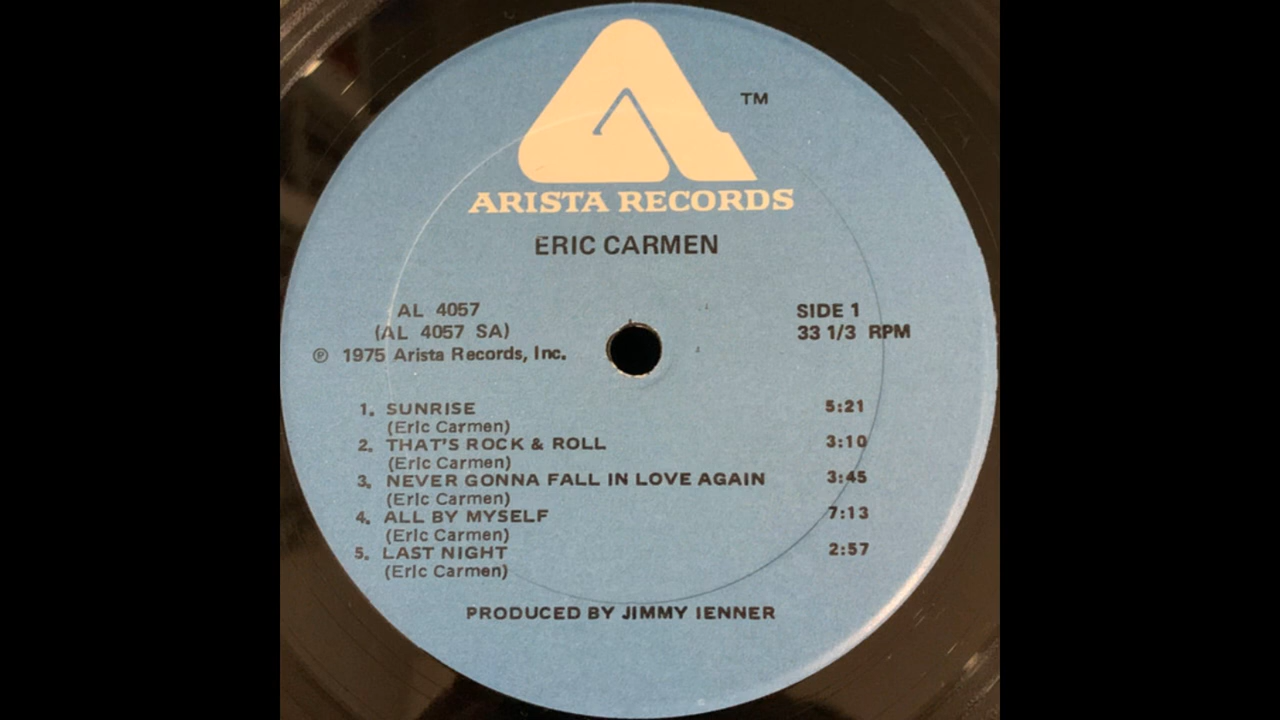 TM
ARISTA RECORDS
ERIC CARMEN
AL 4057
(AL 4057 SA)
℗ 1975 Arista Records, Inc.
SIDE 1
33 1/3 RPM
1. SUNRISE 5:21
(Eric Carmen)
2. THAT'S ROCK & ROLL 3:10
(Eric Carmen)
3. NEVER GONNA FALL IN LOVE AGAIN 3:45
(Eric Carmen)
4. ALL BY MYSELF 7:13
(Eric Carmen)
5. LAST NIGHT 2:57
(Eric Carmen)
PRODUCED BY JIMMY IENNER